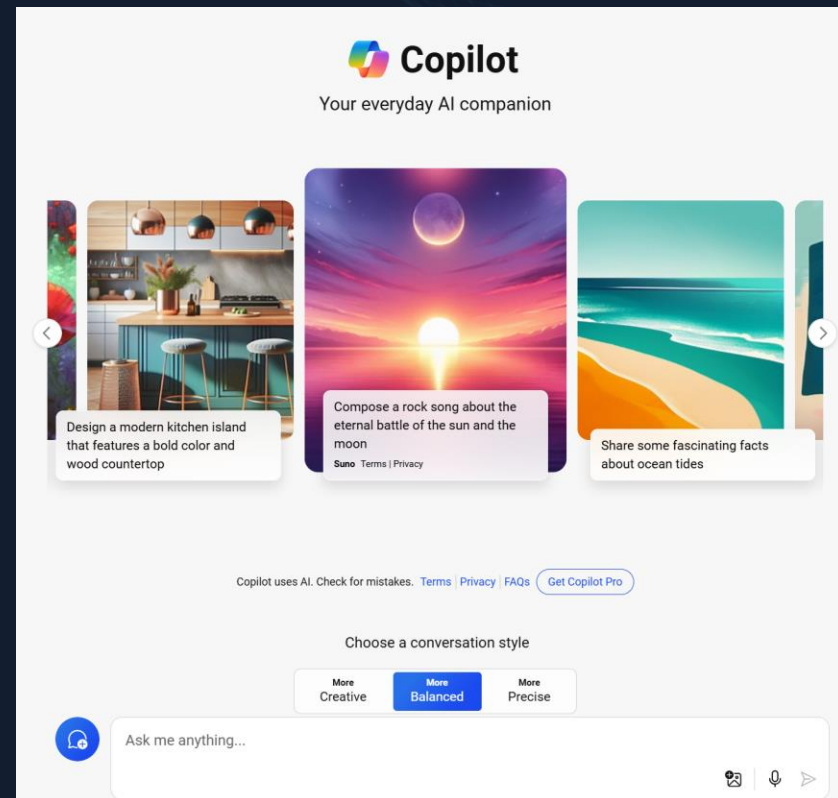 Copilot
Your everyday AI companion
Design a modern kitchen island
that features a bold color and
wood countertop
Compose a rock song about the
eternal battle of the sun and the
moon
Suno Terms | Privacy
Share some fascinating facts
about ocean tides
Copilot uses AI. Check for mistakes. Terms | Privacy | FAQs Get Copilot Pro
Choose a conversation style
More
Creative
More
Balanced
More
Precise
Ask me anything...